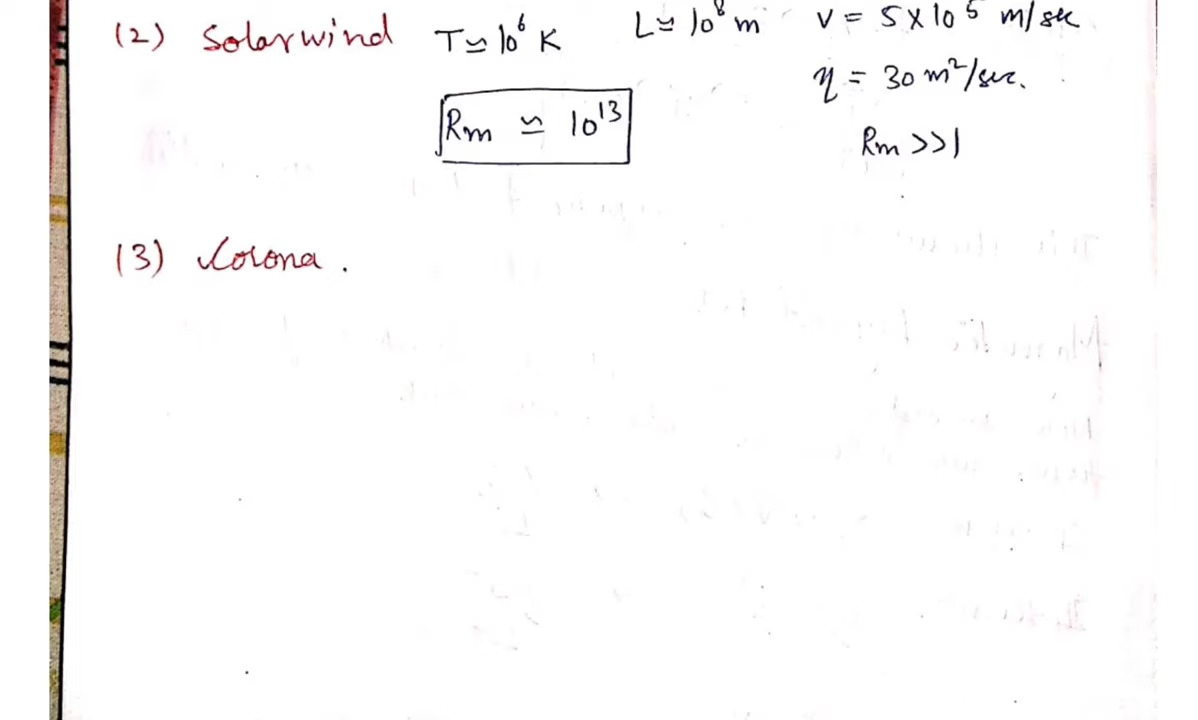 (2) Solarwind T ≃ 10⁶ K L ≃ 10⁸ m V = 5 × 10⁵ m/sec
η = 30 m²/sec.
Rm ≃ 10¹³
Rm >> 1
(3) Corona.